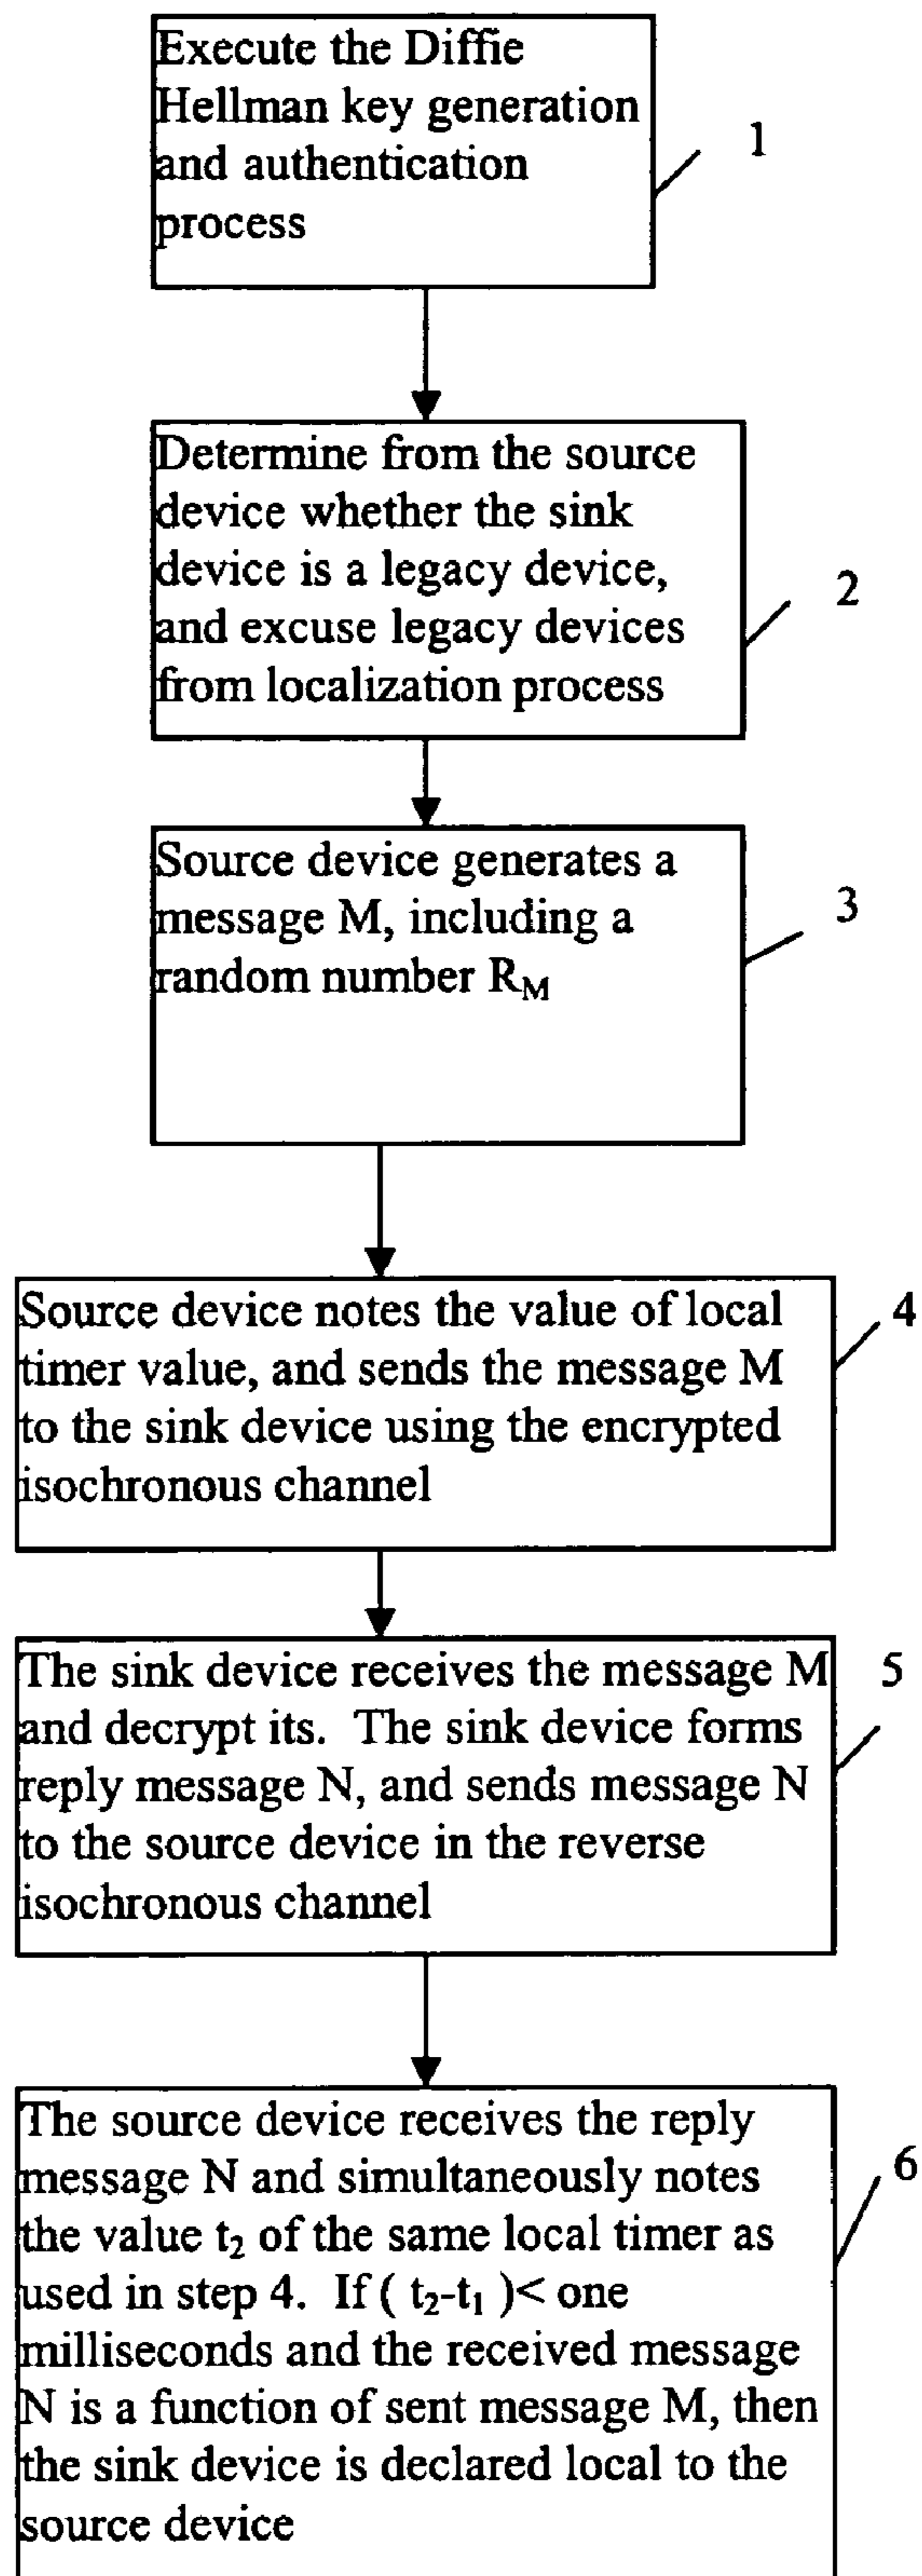 Execute the Diffie
Hellman key generation
and authentication
process
1
Determine from the source
device whether the sink
device is a legacy device,
and excuse legacy devices
from localization process
2
Source device generates a
message M, including a
random number R_M
3
Source device notes the value of local
timer value, and sends the message M
to the sink device using the encrypted
isochronous channel
4
The sink device receives the message M
and decrypt its. The sink device forms
reply message N, and sends message N
to the source device in the reverse
isochronous channel
5
The source device receives the reply
message N and simultaneously notes
the value t₂ of the same local timer as
used in step 4. If ( t₂-t₁ )< one
milliseconds and the received message
N is a function of sent message M, then
the sink device is declared local to the
source device
6